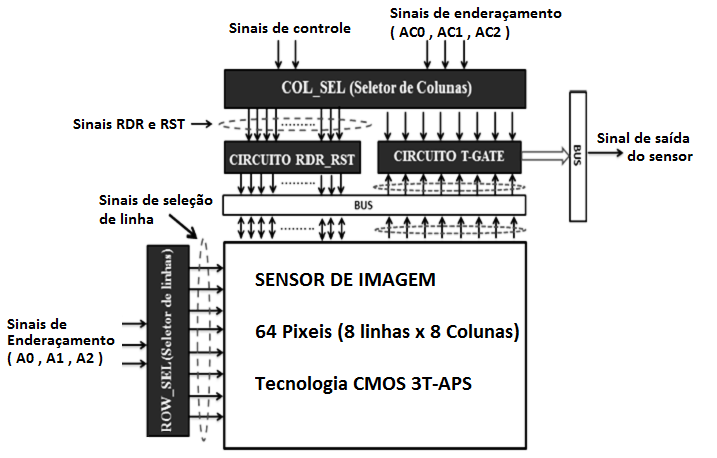 Sinais de controle
Sinais de enderaçamento
( AC0 , AC1 , AC2 )
COL_SEL (Seletor de Colunas)
Sinais RDR e RST
CIRCUITO RDR_RST
CIRCUITO T-GATE
BUS
Sinal de saída
do sensor
Sinais de seleção
de linha
BUS
ROW_SEL(Seletor de linhas)
Sinais de
Enderaçamento
( A0 , A1 , A2 )
SENSOR DE IMAGEM
64 Pixeis (8 linhas x 8 Colunas)
Tecnologia CMOS 3T-APS